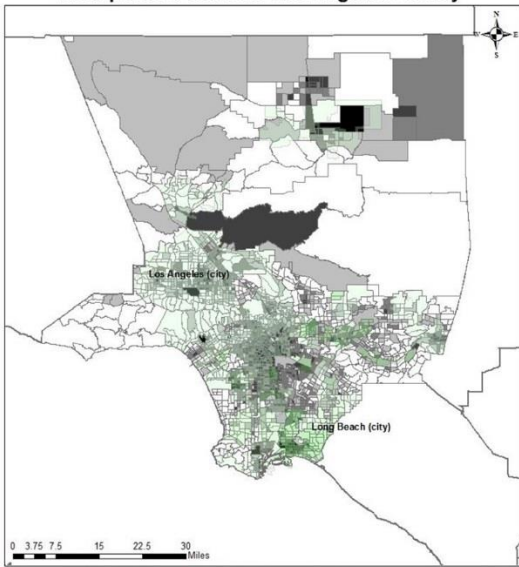 N
W E
S
Los Angeles (city)
Long Beach (city)
0 3.75 7.5 15 22.5 30
Miles